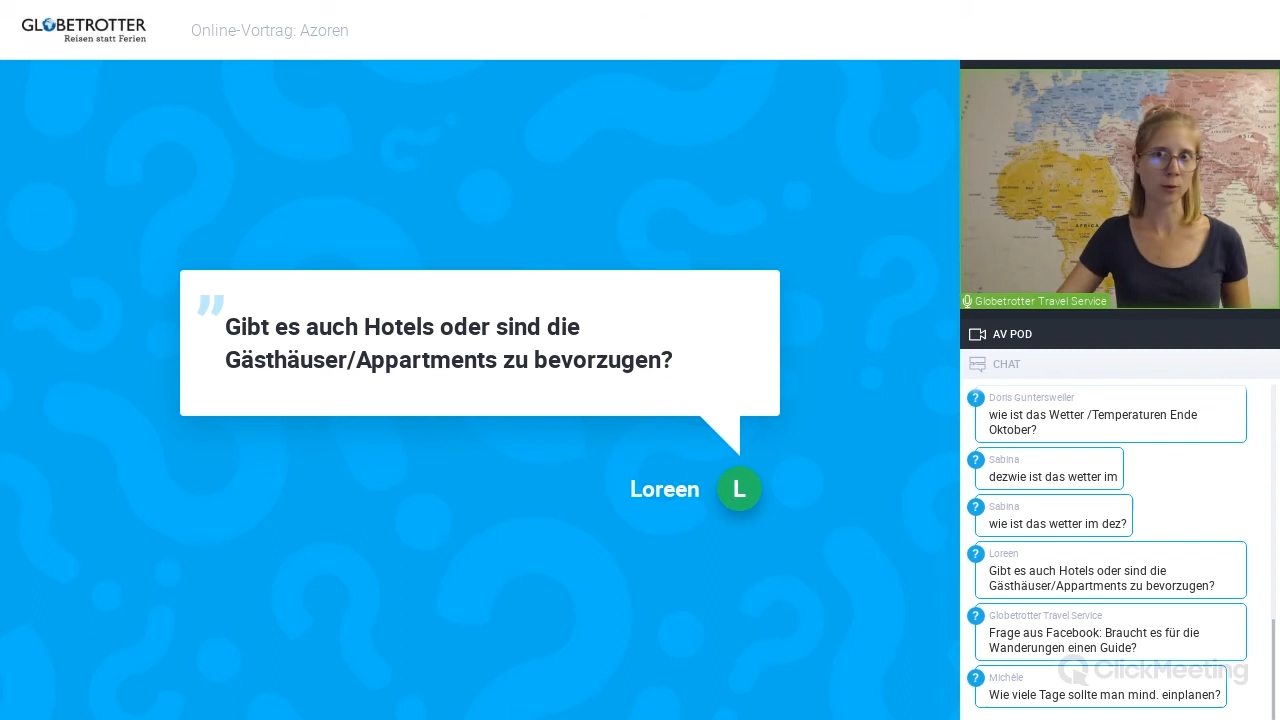 GLOBETROTTER
Reisen statt Ferien
Online-Vortrag: Azoren
Gibt es auch Hotels oder sind die
Gästhäuser/Appartments zu bevorzugen?
Loreen
L
AFRICA
ASIA
Globetrotter Travel Service
AV POD
CHAT
? Doris Guntersweiler
wie ist das Wetter /Temperaturen Ende
Oktober?
? Sabina
dezwie ist das wetter im
? Sabina
wie ist das wetter im dez?
? Loreen
Gibt es auch Hotels oder sind die
Gästhäuser/Appartments zu bevorzugen?
? Globetrotter Travel Service
Frage aus Facebook: Braucht es für die
Wanderungen einen Guide?
ClickMeeting
? Michèle
Wie viele Tage sollte man mind. einplanen?